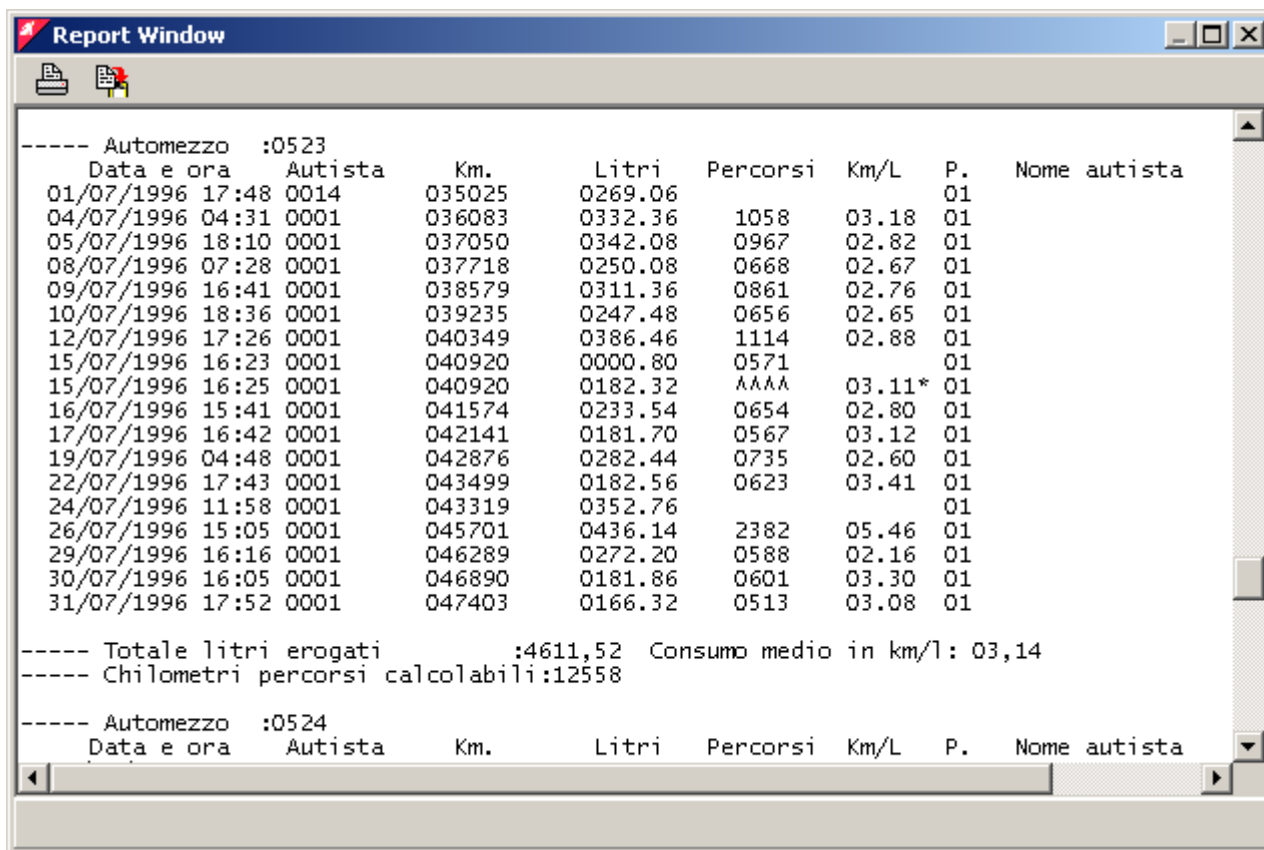 Report Window
----- Automezzo :0523
Data e ora Autista Km. Litri Percorsi Km/L P. Nome autista
01/07/1996 17:48 0014 035025 0269.06 01
04/07/1996 04:31 0001 036083 0332.36 1058 03.18 01
05/07/1996 18:10 0001 037050 0342.08 0967 02.82 01
08/07/1996 07:28 0001 037718 0250.08 0668 02.67 01
09/07/1996 16:41 0001 038579 0311.36 0861 02.76 01
10/07/1996 18:36 0001 039235 0247.48 0656 02.65 01
12/07/1996 17:26 0001 040349 0386.46 1114 02.88 01
15/07/1996 16:23 0001 040920 0000.80 0571 01
15/07/1996 16:25 0001 040920 0182.32 ^^^^ 03.11* 01
16/07/1996 15:41 0001 041574 0233.54 0654 02.80 01
17/07/1996 16:42 0001 042141 0181.70 0567 03.12 01
19/07/1996 04:48 0001 042876 0282.44 0735 02.60 01
22/07/1996 17:43 0001 043499 0182.56 0623 03.41 01
24/07/1996 11:58 0001 043319 0352.76 01
26/07/1996 15:05 0001 045701 0436.14 2382 05.46 01
29/07/1996 16:16 0001 046289 0272.20 0588 02.16 01
30/07/1996 16:05 0001 046890 0181.86 0601 03.30 01
31/07/1996 17:52 0001 047403 0166.32 0513 03.08 01
----- Totale litri erogati :4611,52 Consumo medio in km/l: 03,14
----- Chilometri percorsi calcolabili:12558
----- Automezzo :0524
Data e ora Autista Km. Litri Percorsi Km/L P. Nome autista